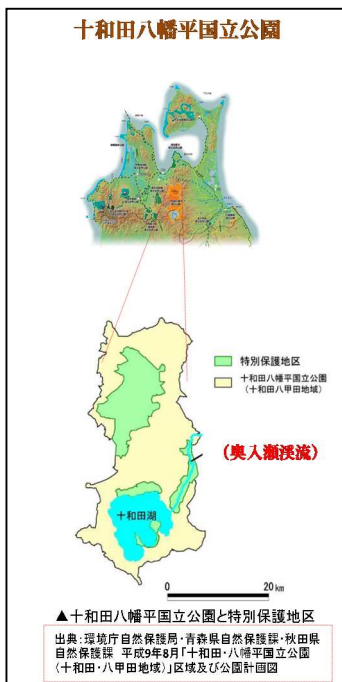 十和田八幡平国立公園
特別保護地区
十和田八幡平国立公園
（十和田八甲田地域）
（奥入瀬渓流）
十和田湖
0 20 km
▲十和田八幡平国立公園と特別保護地区
出典：環境庁自然保護局・青森県自然保護課・秋田県
自然保護課 平成9年8月「十和田・八幡平国立公園
（十和田・八甲田地域）」区域及び公園計画図